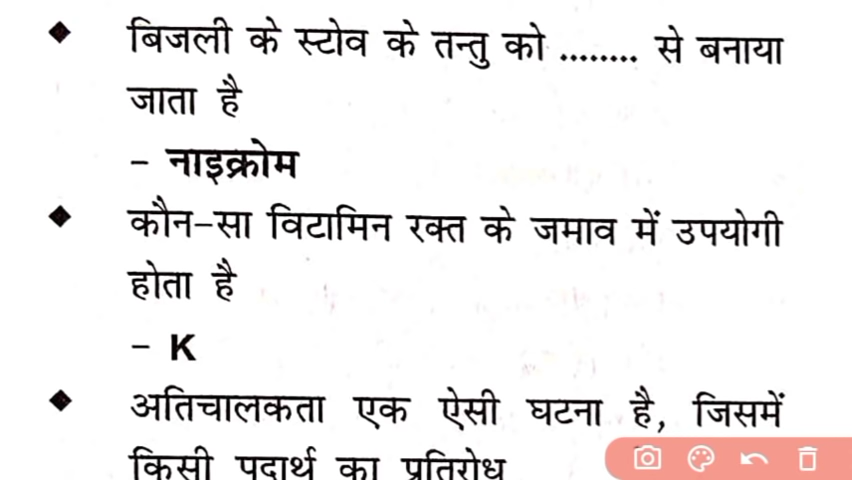 ◆ बिजली के स्टोव के तन्तु को ........ से बनाया
जाता है
– नाइक्रोम
◆ कौन-सा विटामिन रक्त के जमाव में उपयोगी
होता है
– K
◆ अतिचालकता एक ऐसी घटना है, जिसमें
किसी पदार्थ का प्रतिरोध